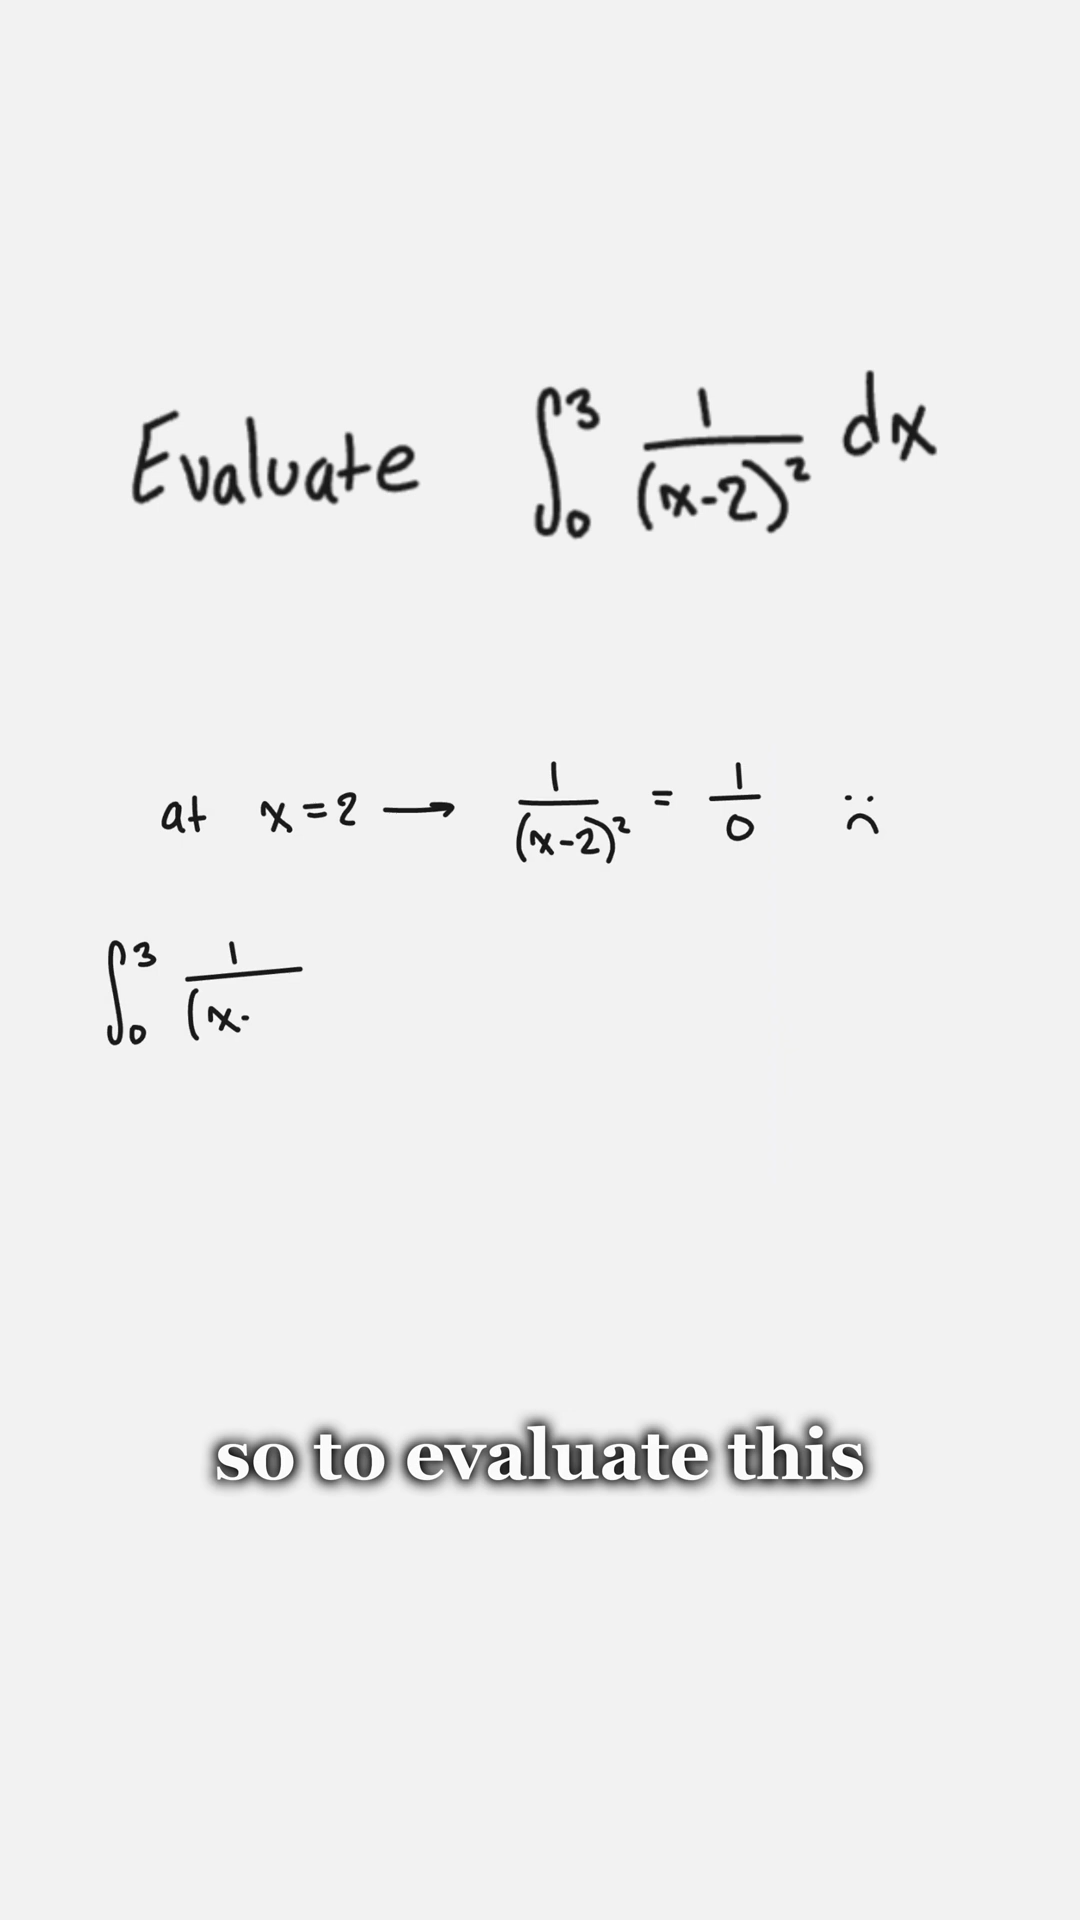 Evaluate ∫₀³ 1/(x-2)² dx
at x=2 → 1/(x-2)² = 1/0 :(
∫₀³ 1/(x-
so to evaluate this